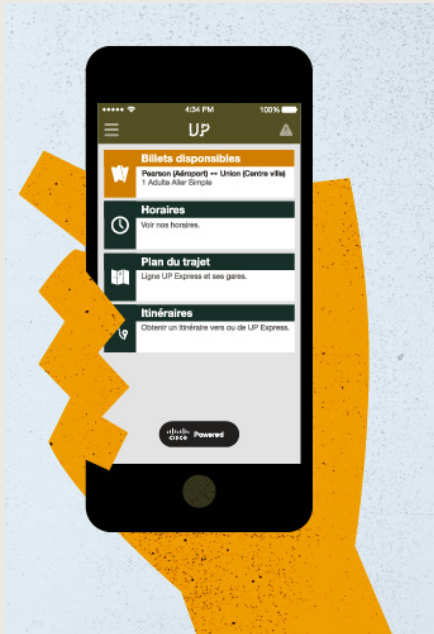 4:34 PM
100%
UP
Billets disponibles
Pearson (Aéroport) ↔ Union (Centre ville)
1 Adulte Aller Simple
Horaires
Voir nos horaires.
Plan du trajet
Ligne UP Express et ses gares.
Itinéraires
Obtenir un itinéraire vers ou de UP Express.
CISCO Powered